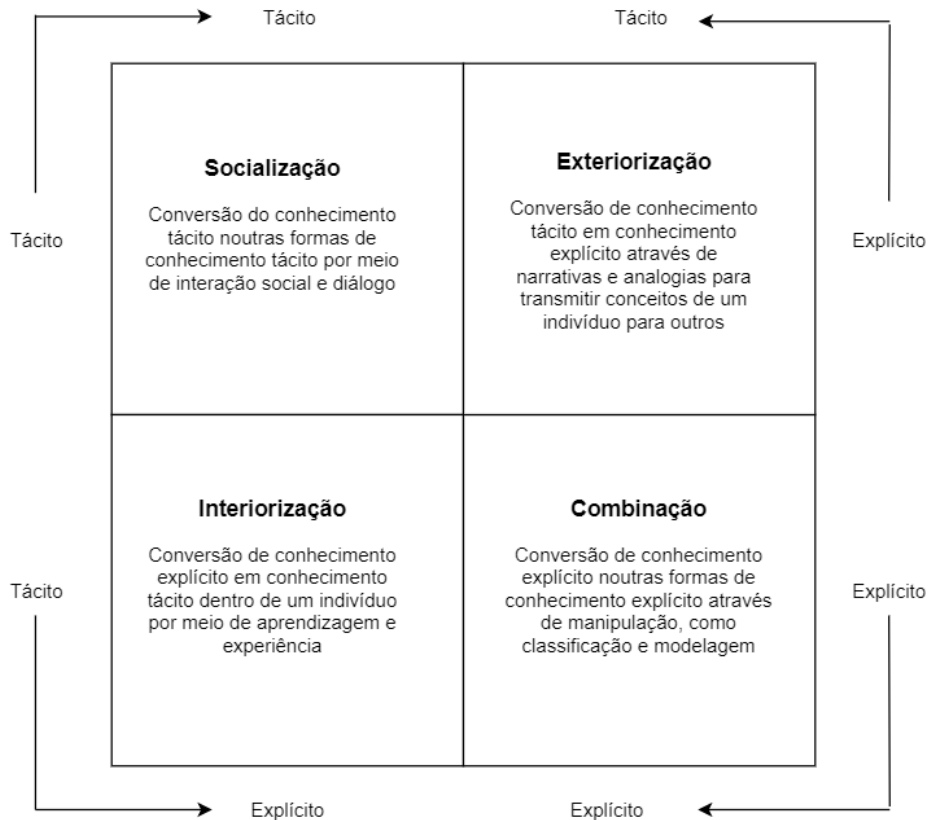 Tácito
Tácito
Tácito
Explícito
Socialização
Conversão do conhecimento
tácito noutras formas de
conhecimento tácito por meio
de interação social e diálogo
Exteriorização
Conversão de conhecimento
tácito em conhecimento
explícito através de
narrativas e analogias para
transmitir conceitos de um
indivíduo para outros
Interiorização
Conversão de conhecimento
explícito em conhecimento
tácito dentro de um indivíduo
por meio de aprendizagem e
experiência
Combinação
Conversão de conhecimento
explícito noutras formas de
conhecimento explícito através
de manipulação, como
classificação e modelagem
Tácito
Explícito
Explícito
Explícito